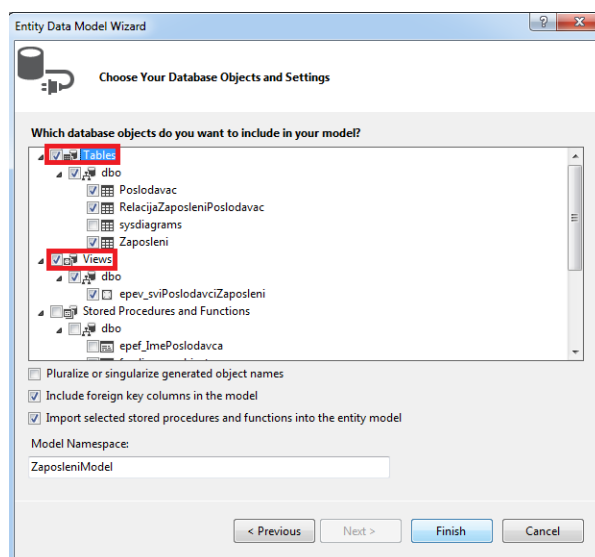 Entity Data Model Wizard
Choose Your Database Objects and Settings
Which database objects do you want to include in your model?
Tables
dbo
Poslodavac
RelacijaZaposleniPoslodavac
sysdiagrams
Zaposleni
Views
dbo
epev_sviPoslodavciZaposleni
Stored Procedures and Functions
dbo
epef_ImePoslodavca
Pluralize or singularize generated object names
Include foreign key columns in the model
Import selected stored procedures and functions into the entity model
Model Namespace:
ZaposleniModel
< Previous
Next >
Finish
Cancel